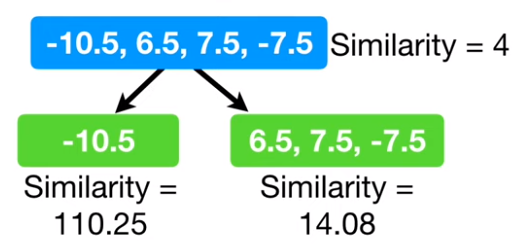 -10.5, 6.5, 7.5, -7.5 Similarity = 4
-10.5
6.5, 7.5, -7.5
Similarity =
110.25
Similarity =
14.08